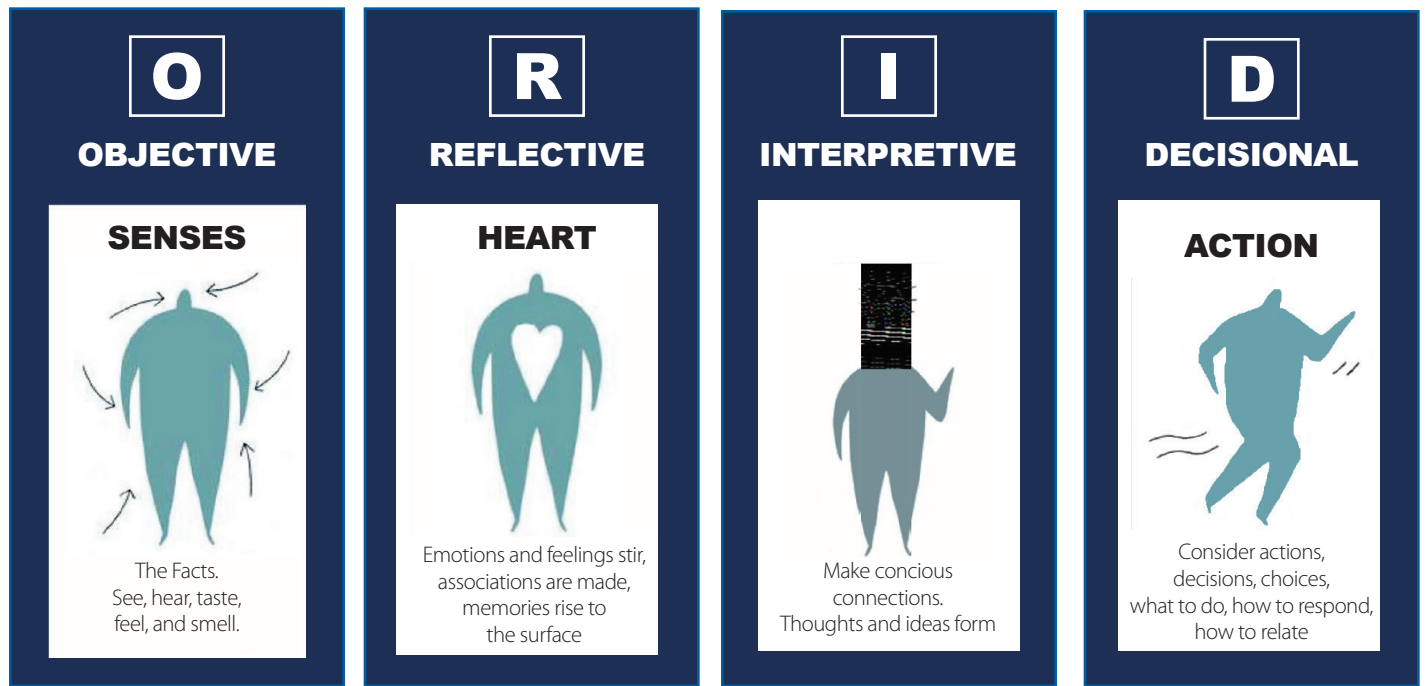 O
OBJECTIVE
SENSES
The Facts.
See, hear, taste,
feel, and smell.
R
REFLECTIVE
HEART
Emotions and feelings stir,
associations are made,
memories rise to
the surface
I
INTERPRETIVE
Make concious
connections.
Thoughts and ideas form
D
DECISIONAL
ACTION
Consider actions,
decisions, choices,
what to do, how to respond,
how to relate